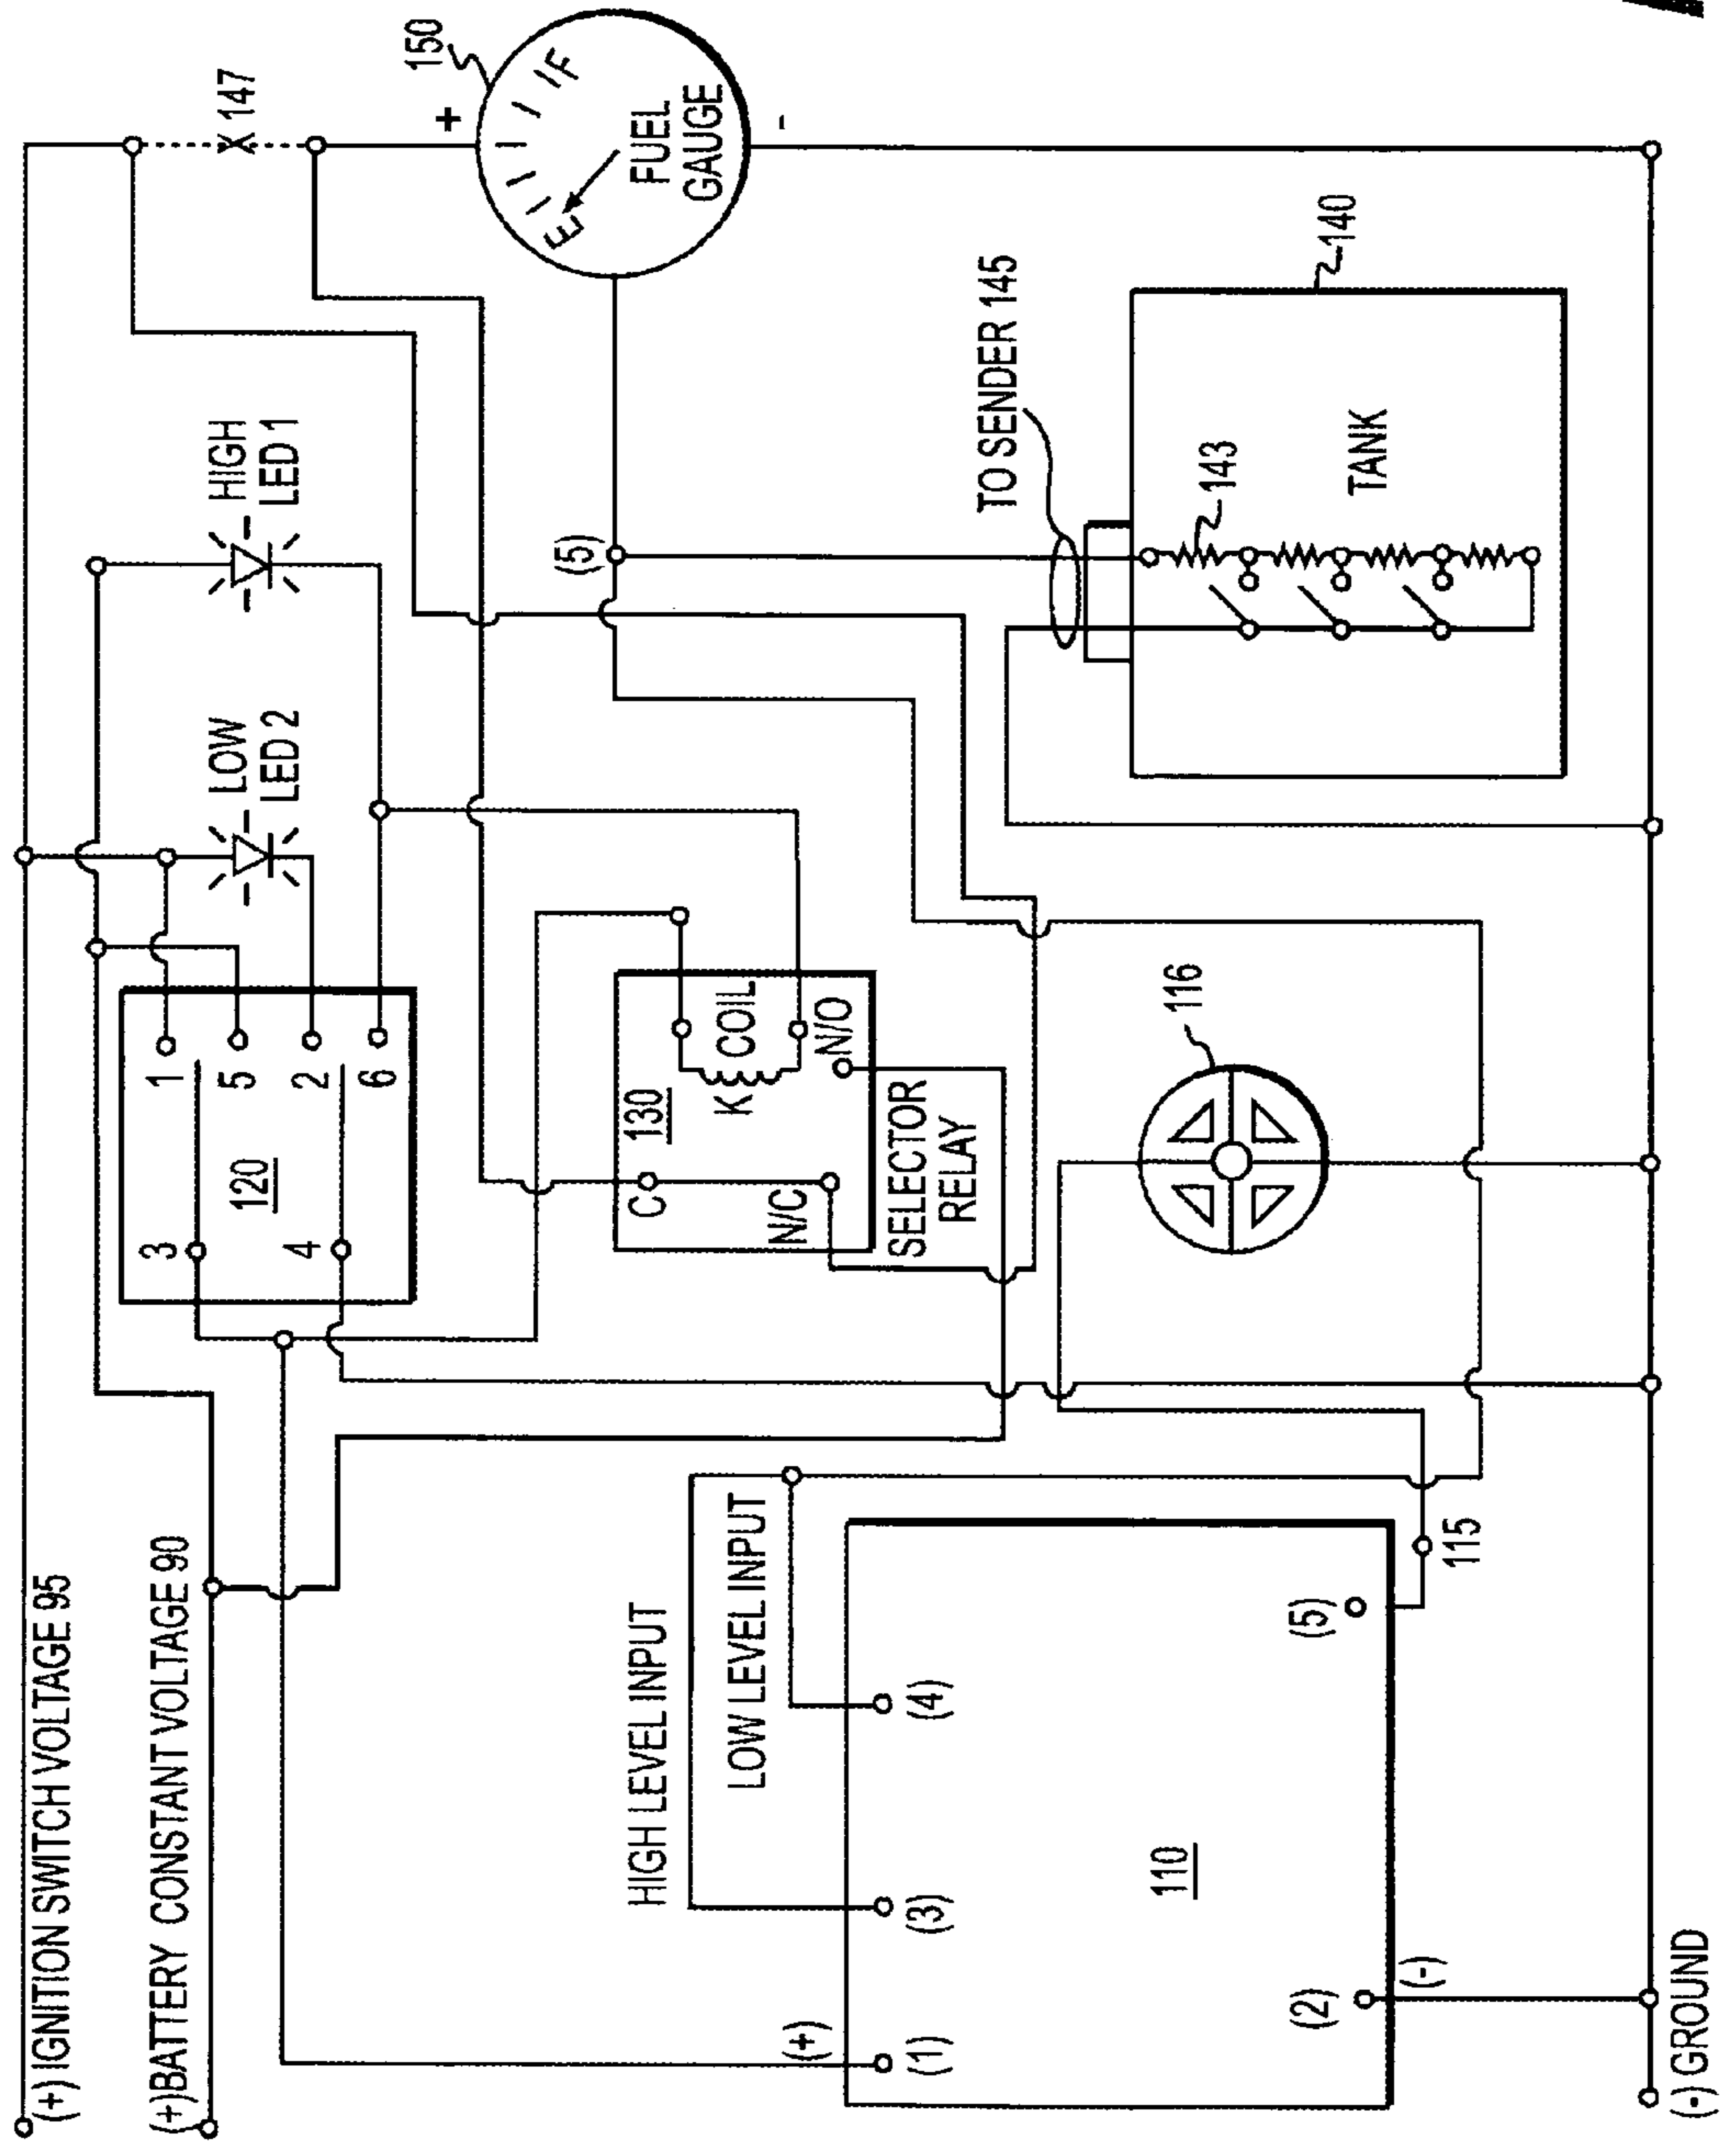 (+) IGNITION SWITCH VOLTAGE 95
(+)BATTERY CONSTANT VOLTAGE 90
3
4
120
1
5
2
6
LOW
LED 2
HIGH
LED 1
X 147
+
150
E
F
FUEL
GAUGE
-
C
130
K
COIL
N/C
N/O
SELECTOR
RELAY
(5)
HIGH LEVEL INPUT
LOW LEVEL INPUT
(+)
(1)
(3)
(4)
110
(2)
(5)
(-)
115
116
TO SENDER 145
143
TANK
140
(-) GROUND